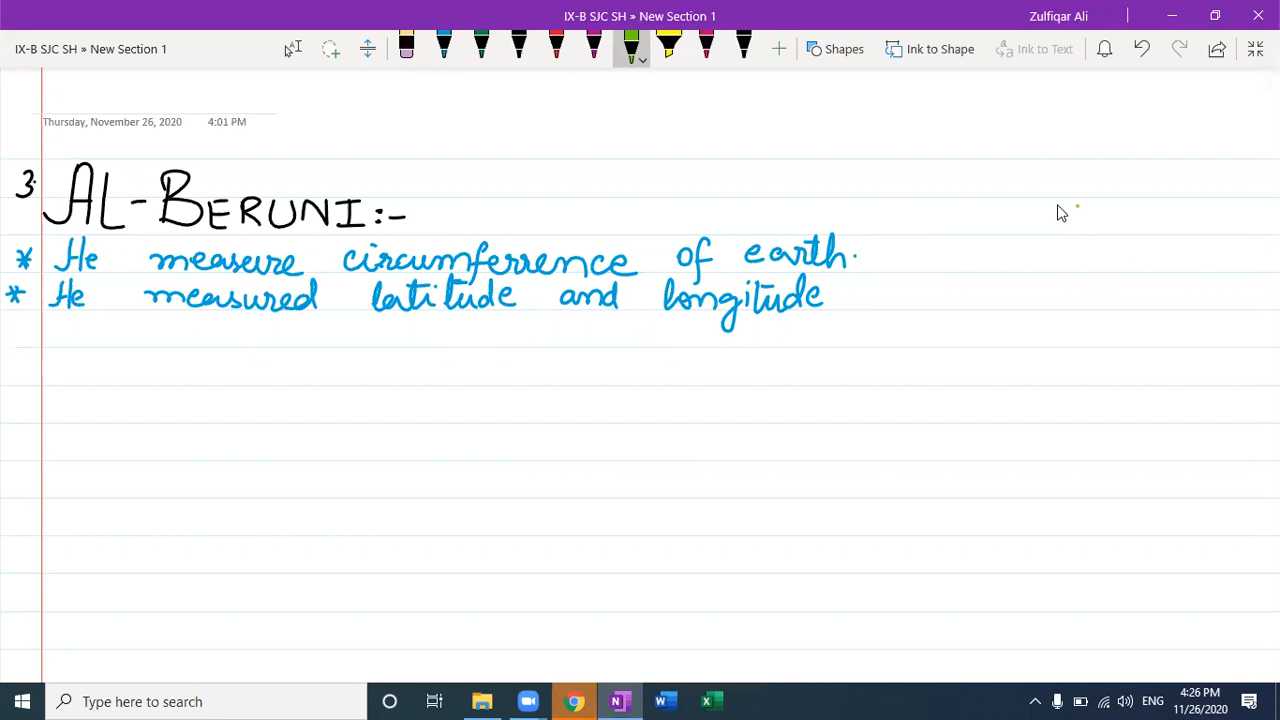 IX-B SJC SH » New Section 1
Zulfiqar Ali
IX-B SJC SH » New Section 1
Shapes
Ink to Shape
Ink to Text
Thursday, November 26, 2020 4:01 PM
3. AL-BERUNI:-
* He measure circumferrence of earth.
* He measured latitude and longitude
Type here to search
ENG
4:26 PM
11/26/2020